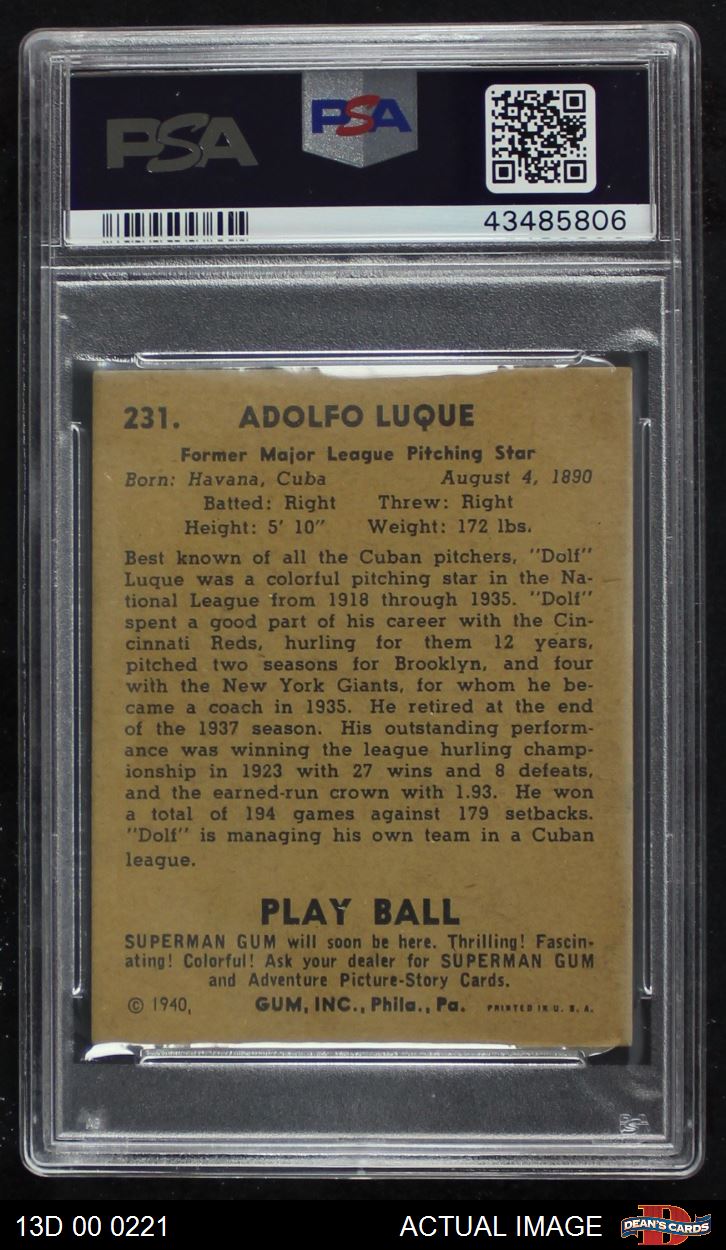 PSA
PSA
43485806
231. ADOLFO LUQUE
Former Major League Pitching Star
Born: Havana, Cuba August 4, 1890
Batted: Right Threw: Right
Height: 5' 10" Weight: 172 lbs.
Best known of all the Cuban pitchers, "Dolf"
Luque was a colorful pitching star in the Na-
tional League from 1918 through 1935. "Dolf"
spent a good part of his career with the Cin-
cinnati Reds, hurling for them 12 years,
pitched two seasons for Brooklyn, and four
with the New York Giants, for whom he be-
came a coach in 1935. He retired at the end
of the 1937 season. His outstanding perform-
ance was winning the league hurling champ-
ionship in 1923 with 27 wins and 8 defeats,
and the earned-run crown with 1.93. He won
a total of 194 games against 179 setbacks.
"Dolf" is managing his own team in a Cuban
league.
PLAY BALL
SUPERMAN GUM will soon be here. Thrilling! Fascin-
ating! Colorful! Ask your dealer for SUPERMAN GUM
and Adventure Picture-Story Cards.
© 1940, GUM, INC., Phila., Pa. PRINTED IN U. S. A.
13D 00 0221 ACTUAL IMAGE DEAN'S CARDS